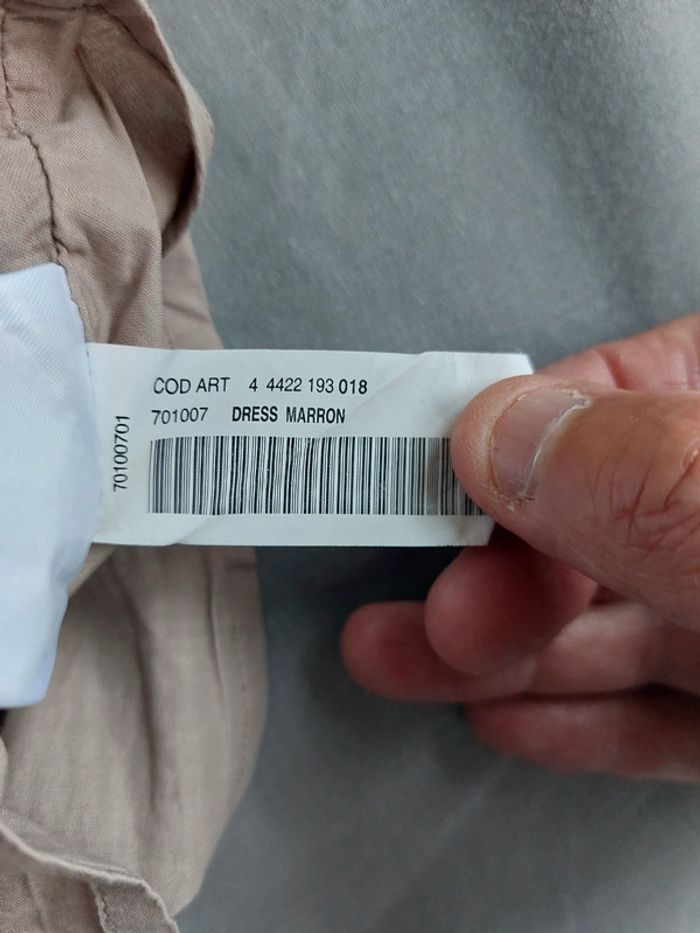 COD ART 4 4422 193 018
701007 DRESS MARRON
70100701